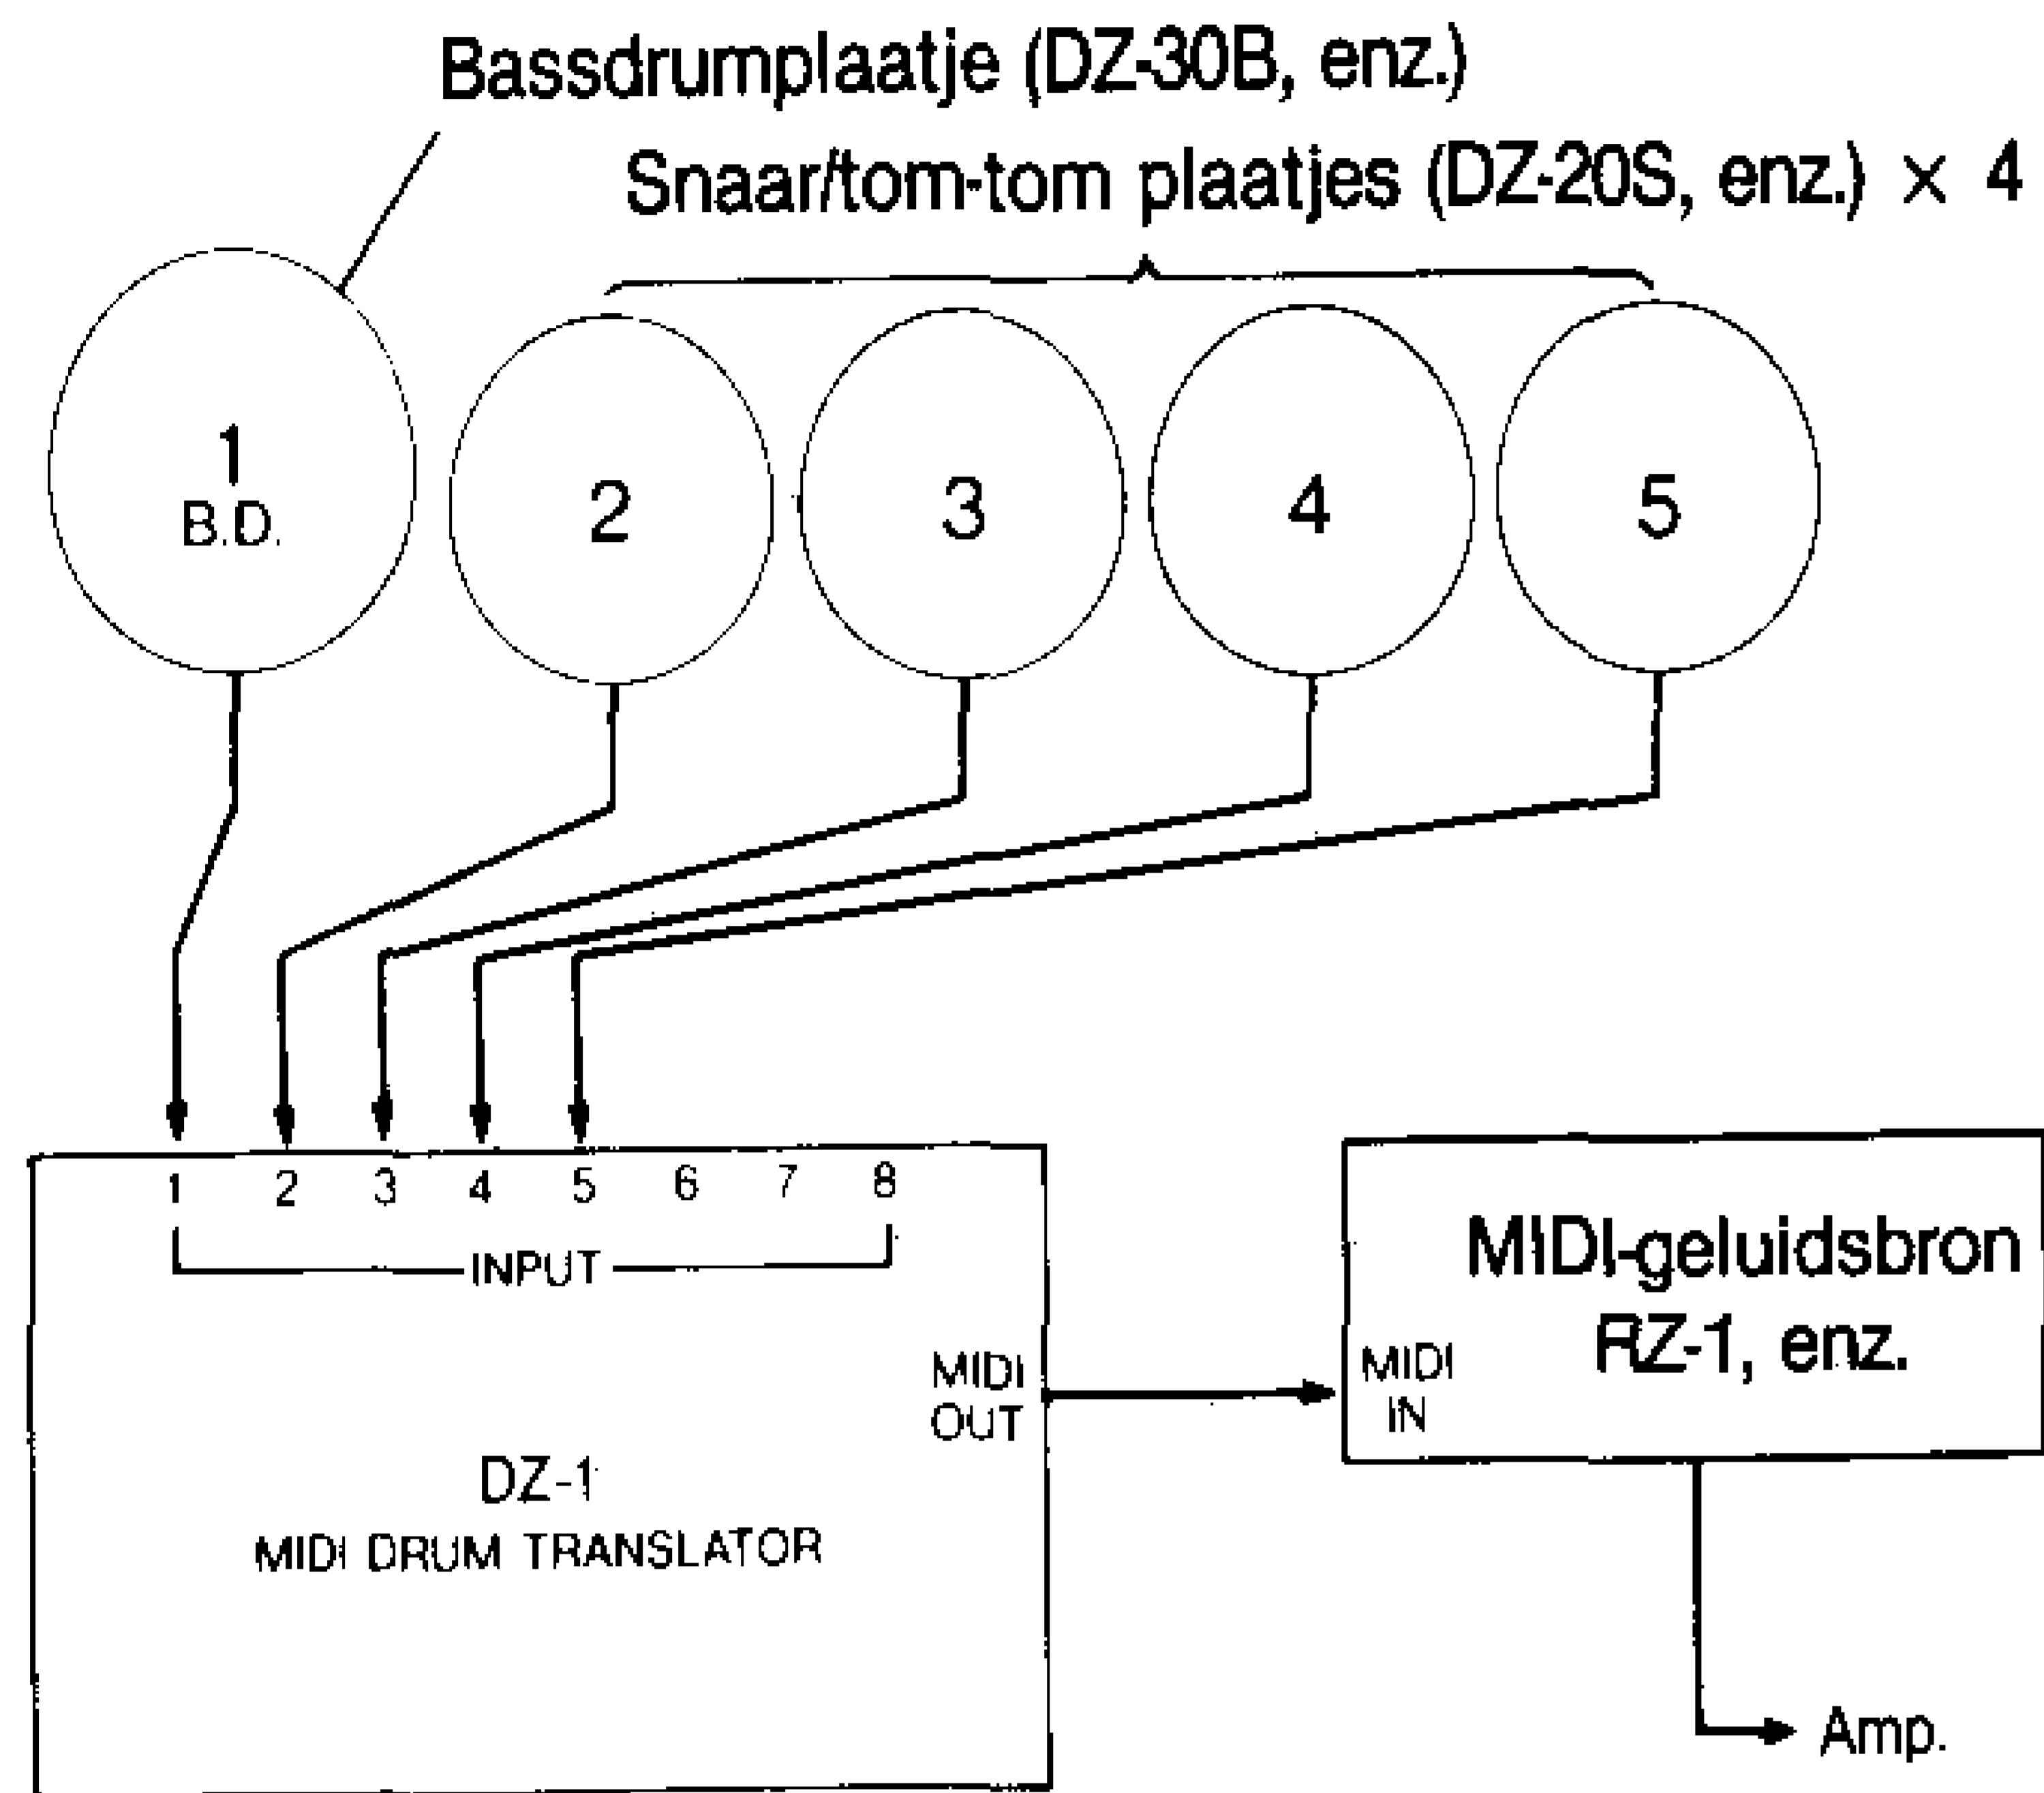 Bassdrumplaatje (DZ-30B, enz.)
Snaar/tom-tom plaatjes (DZ-20S, enz.) × 4
1
B.D.
2
3
4
5
1 2 3 4 5 6 7 8
INPUT
MIDI
OUT
DZ-1
MIDI DRUM TRANSLATOR
MIDI-geluidsbron
RZ-1, enz.
MIDI
IN
Amp.